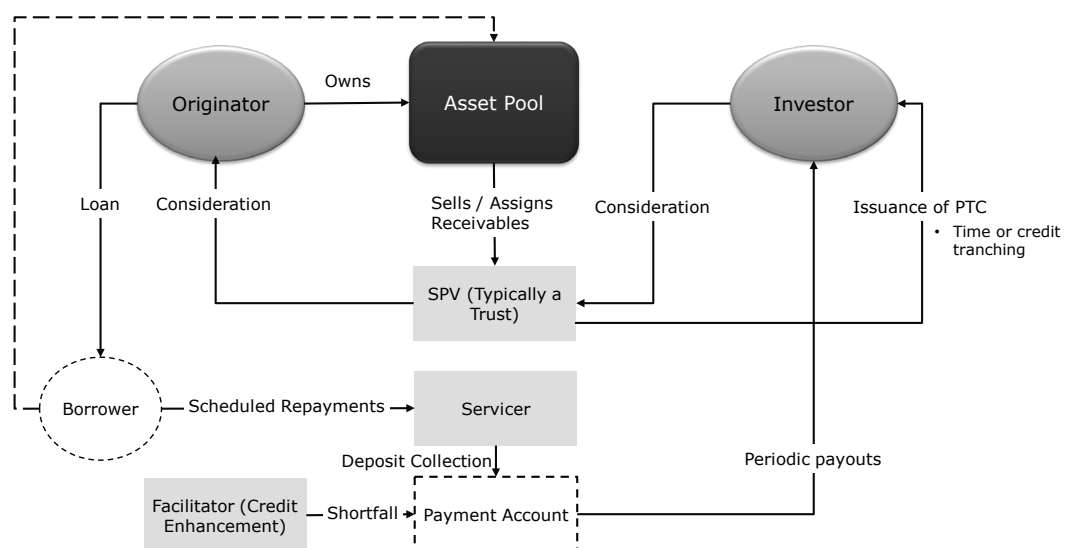 Owns
Originator
Asset Pool
Investor
Loan
Consideration
Sells / Assigns
Receivables
Consideration
Issuance of PTC
• Time or credit
tranching
SPV (Typically a
Trust)
Borrower
Scheduled Repayments
Servicer
Deposit Collection
Periodic payouts
Facilitator (Credit
Enhancement)
Shortfall
Payment Account